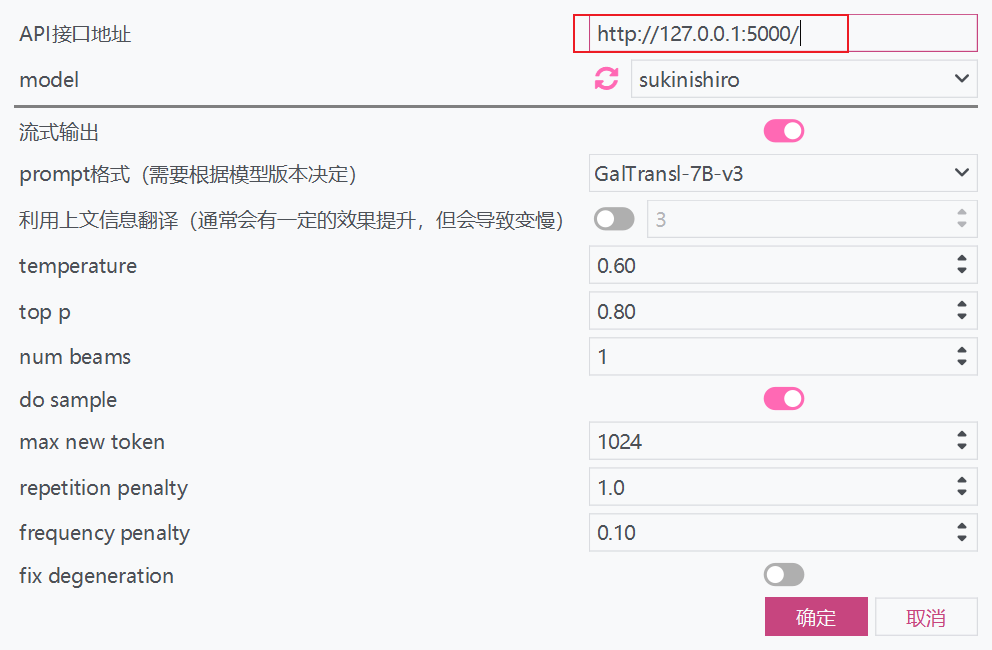 API接口地址 http://127.0.0.1:5000/
model sukinishiro
流式输出
prompt格式（需要根据模型版本决定） GalTransl-7B-v3
利用上文信息翻译（通常会有一定的效果提升，但会导致变慢） 3
temperature 0.60
top p 0.80
num beams 1
do sample
max new token 1024
repetition penalty 1.0
frequency penalty 0.10
fix degeneration
确定 取消